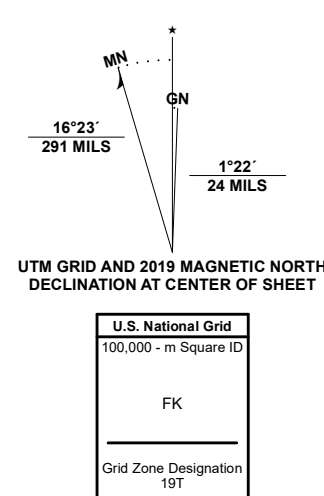 ★
MN
GN
16°23´
291 MILS
1°22´
24 MILS
UTM GRID AND 2019 MAGNETIC NORTH
DECLINATION AT CENTER OF SHEET
U.S. National Grid
100,000 - m Square ID
FK
Grid Zone Designation
19T